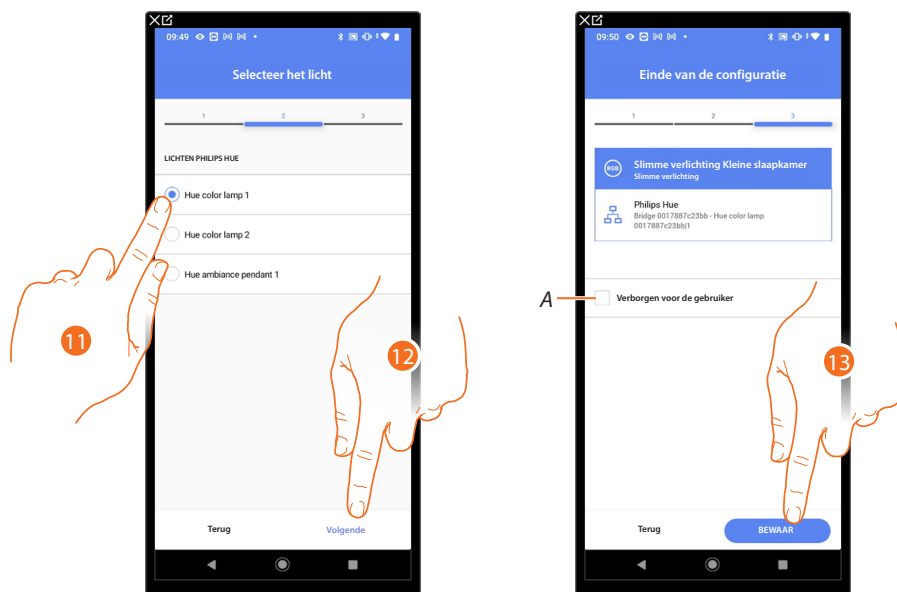 09:49
Selecteer het licht
1 2 3
LICHTEN PHILIPS HUE
Hue color lamp 1
Hue color lamp 2
Hue ambiance pendant 1
11
12
Terug Volgende
09:50
Einde van de configuratie
1 2 3
RGB
Slimme verlichting Kleine slaapkamer
Slimme verlichting
Philips Hue
Bridge 0017887c23bb - Hue color lamp
0017887c23bb|1
A
Verborgen voor de gebruiker
13
Terug BEWAAR